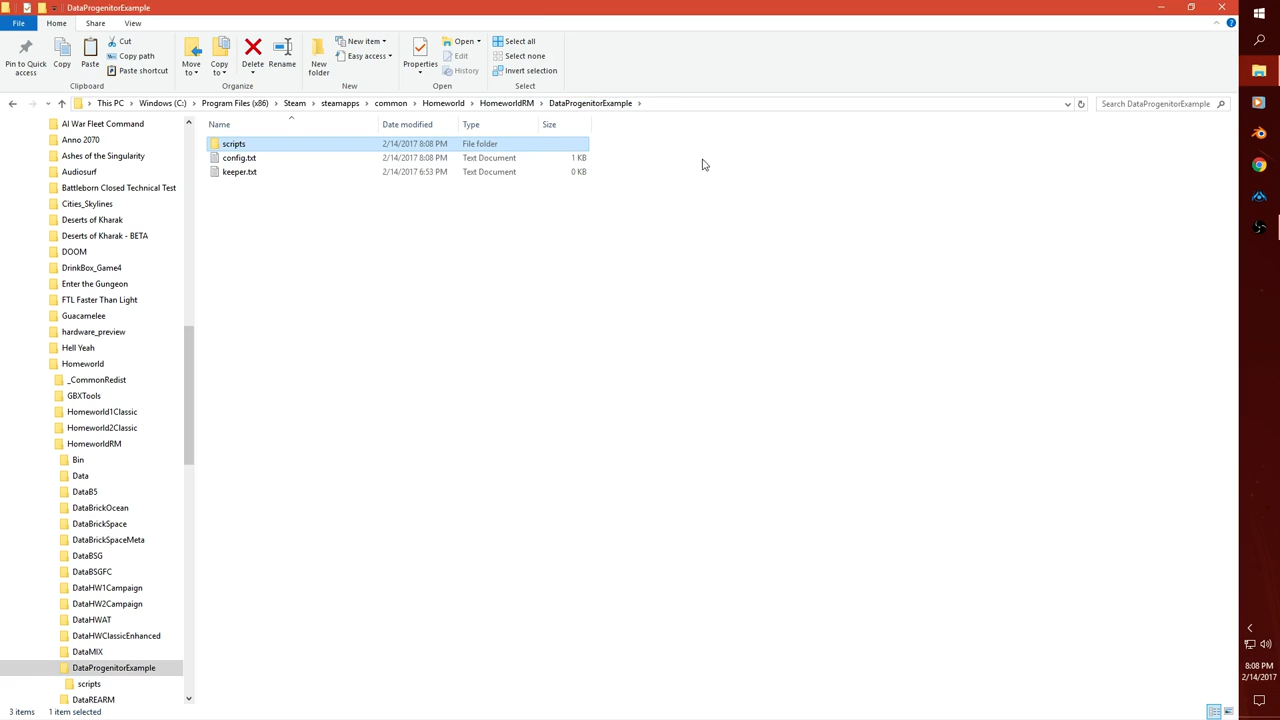 DataProgenitorExample
File Home Share View
Pin to Quick access
Copy
Paste
Cut
Copy path
Paste shortcut
Clipboard
Move to
Copy to
Delete
Rename
Organize
New folder
New item
Easy access
New
Properties
Open
Edit
History
Open
Select all
Select none
Invert selection
Select
This PC Windows (C:) Program Files (x86) Steam steamapps common Homeworld HomeworldRM DataProgenitorExample
Search DataProgenitorExample
Name Date modified Type Size
scripts 2/14/2017 8:08 PM File folder
config.txt 2/14/2017 8:08 PM Text Document 1 KB
keeper.txt 2/14/2017 6:53 PM Text Document 0 KB
AI War Fleet Command
Anno 2070
Ashes of the Singularity
Audiosurf
Battleborn Closed Technical Test
Cities_Skylines
Deserts of Kharak
Deserts of Kharak - BETA
DOOM
DrinkBox_Game4
Enter the Gungeon
FTL Faster Than Light
Guacamelee
hardware_preview
Hell Yeah
Homeworld
_CommonRedist
GBXTools
Homeworld1Classic
Homeworld2Classic
HomeworldRM
Bin
Data
DataB5
DataBrickOcean
DataBrickSpace
DataBrickSpaceMeta
DataBSG
DataBSGFC
DataHW1Campaign
DataHW2Campaign
DataHWAT
DataHWClassicEnhanced
DataMIX
DataProgenitorExample
scripts
DataREARM
3 items 1 item selected
8:08 PM
2/14/2017